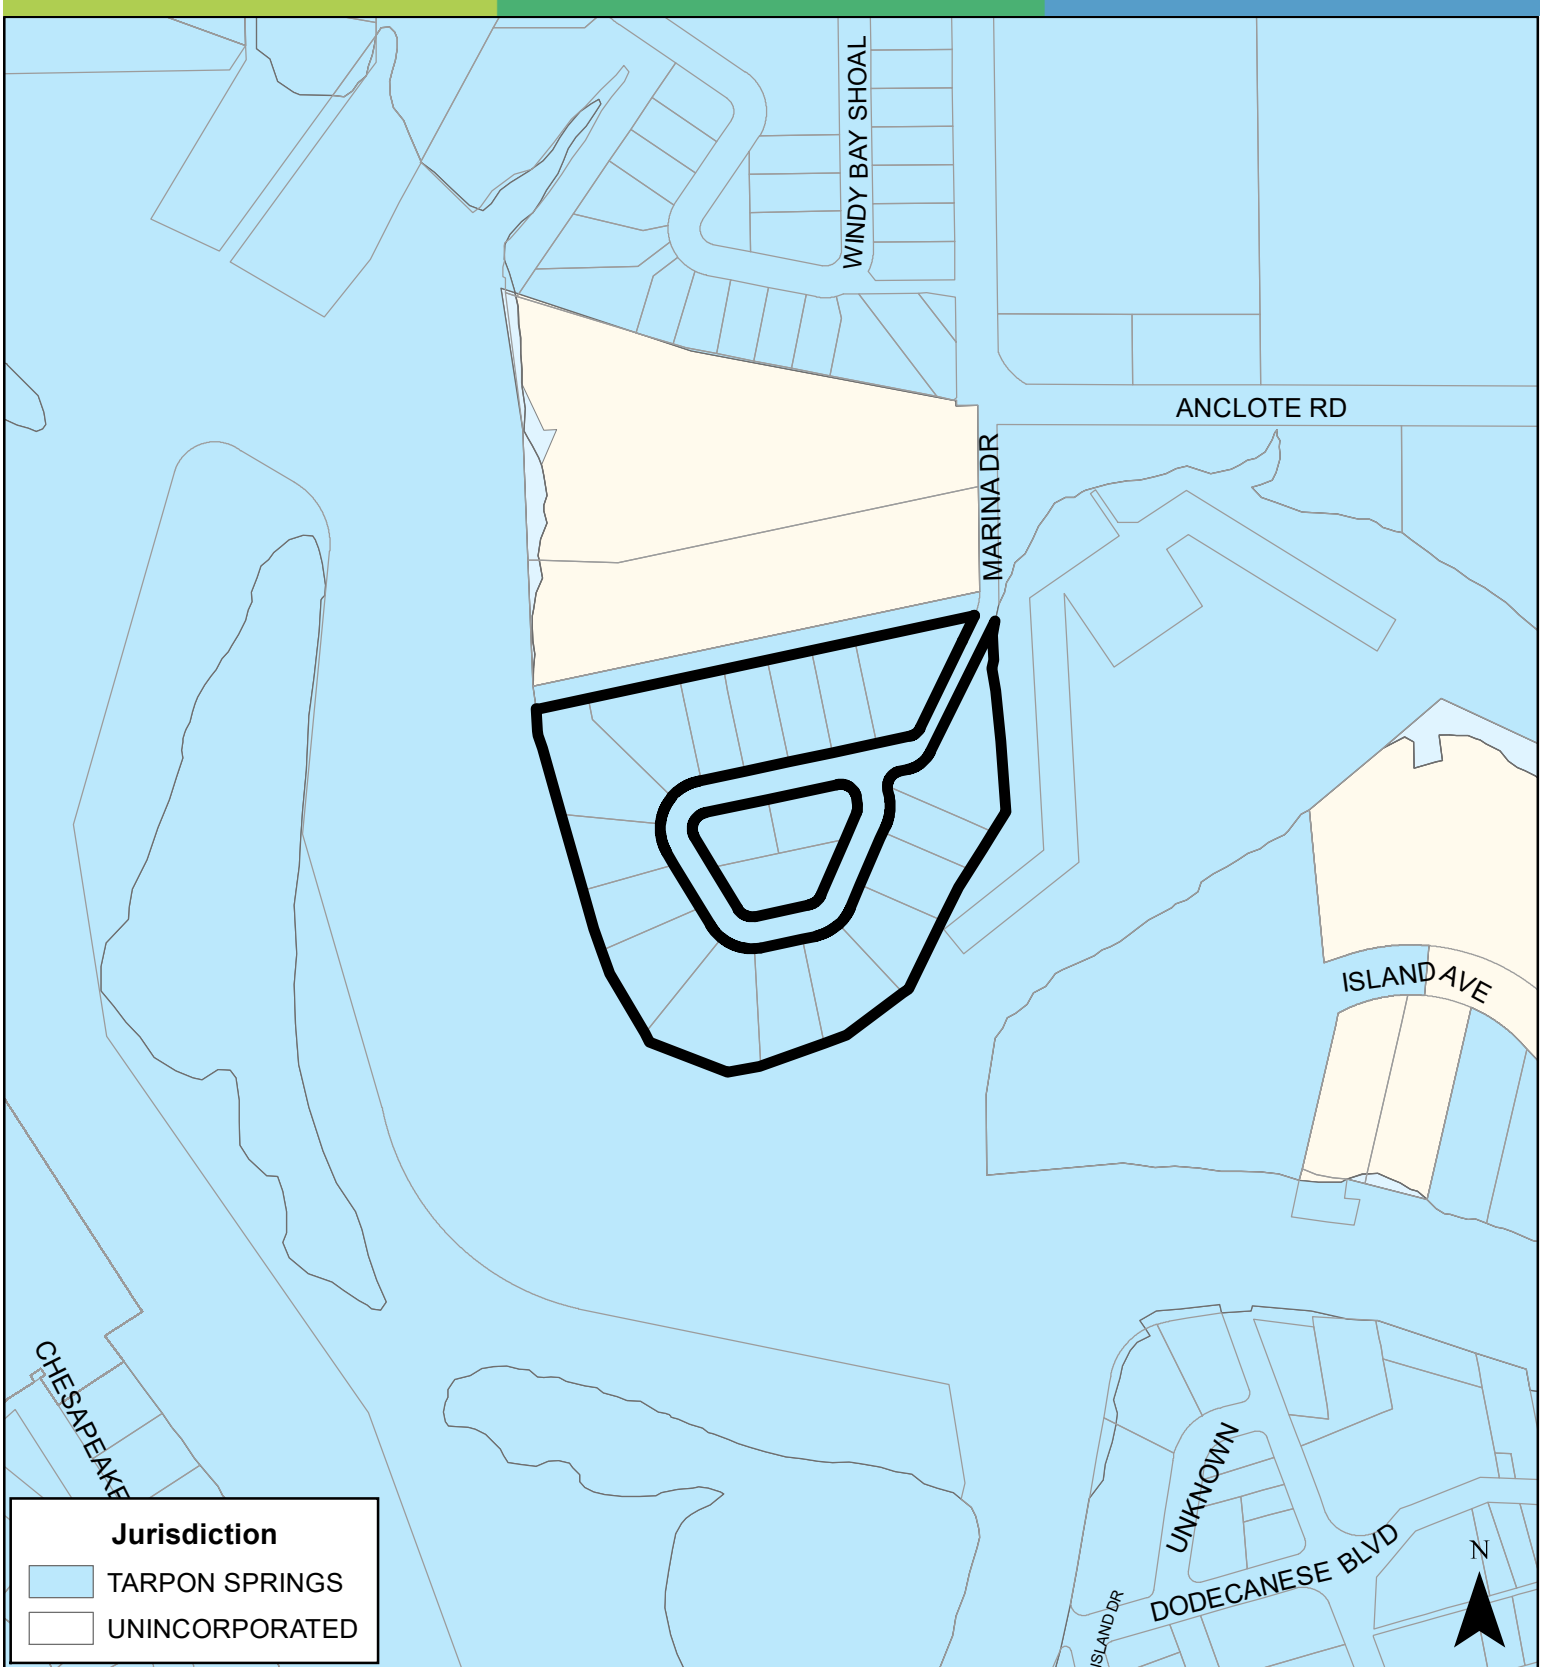 WINDY BAY SHOAL
ANCLOTE RD
MARINA DR
ISLAND AVE
CHESAPEAKE
UNKNOWN
DODECANESE BLVD
ISLAND DR
N
Jurisdiction
TARPON SPRINGS
UNINCORPORATED